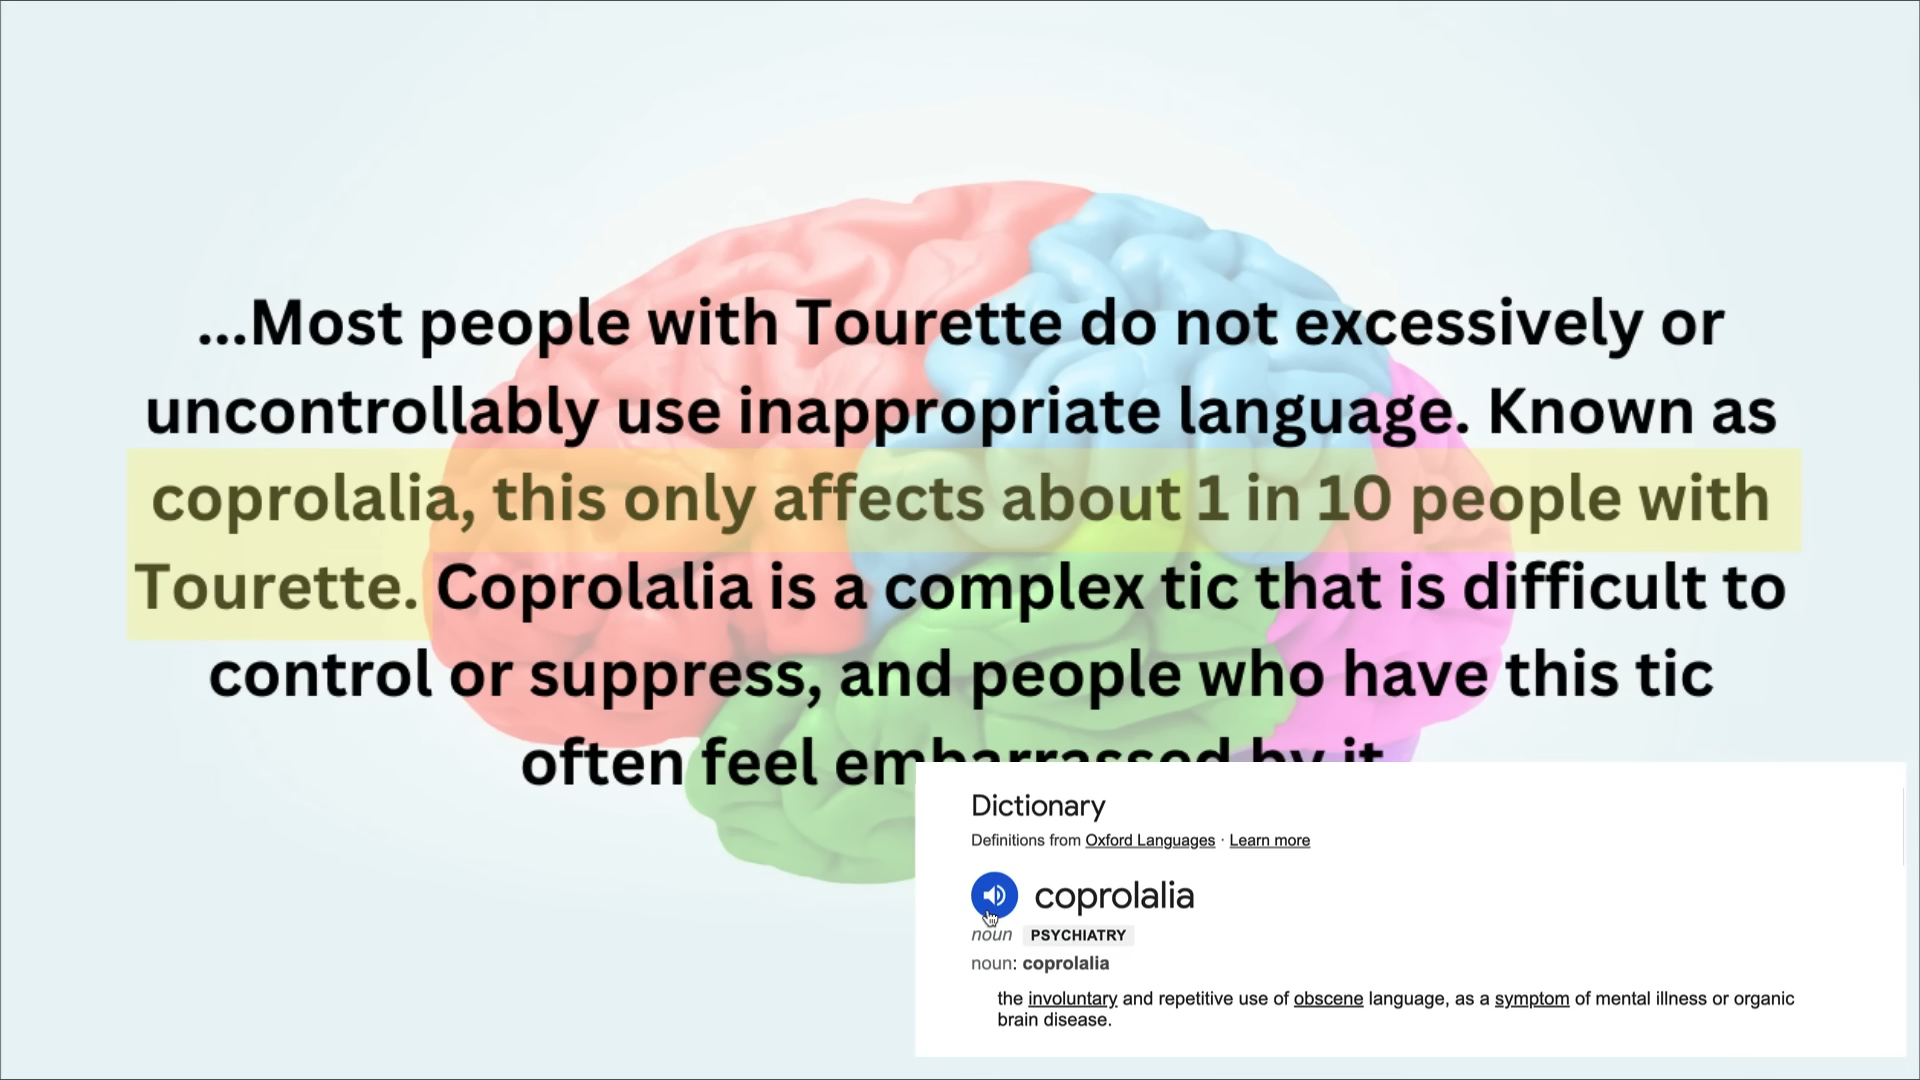 ...Most people with Tourette do not excessively or
uncontrollably use inappropriate language. Known as
coprolalia, this only affects about 1 in 10 people with
Tourette. Coprolalia is a complex tic that is difficult to
control or suppress, and people who have this tic
often feel embarrassed by it
Dictionary
Definitions from Oxford Languages · Learn more
coprolalia
noun PSYCHIATRY
noun: coprolalia
the involuntary and repetitive use of obscene language, as a symptom of mental illness or organic
brain disease.